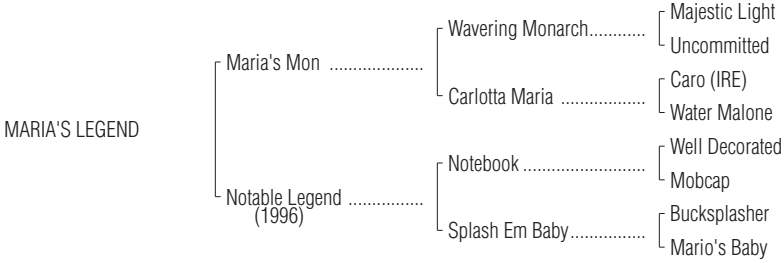 Majestic Light
Wavering Monarch............
Uncommitted
Maria's Mon ....................
Caro (IRE)
Carlotta Maria ..................
Water Malone
MARIA'S LEGEND
Well Decorated
Notebook ..........................
Mobcap
Notable Legend ................
(1996)
Bucksplasher
Splash Em Baby................
Mario's Baby